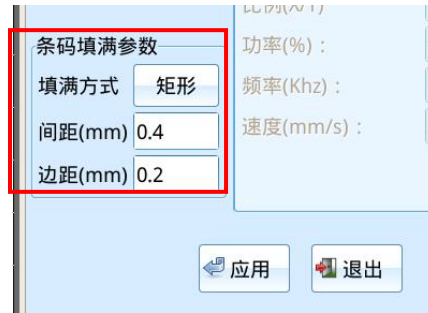 比例(X/Y)
条码填满参数
功率(%)：
填满方式 矩形
频率(Khz)：
间距(mm) 0.4
速度(mm/s)：
边距(mm) 0.2
应用 退出